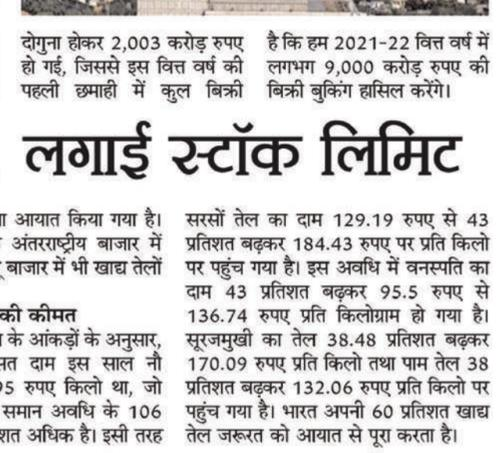 दोगुना होकर 2,003 करोड़ रुपए
हो गई, जिससे इस वित्त वर्ष की
पहली छमाही में कुल बिक्री
है कि हम 2021-22 वित्त वर्ष में
लगभग 9,000 करोड़ रुपए की
बिक्री बुकिंग हासिल करेंगे।
लगाई स्टॉक लिमिट
आयात किया गया है।
अंतरराष्ट्रीय बाजार में
बाजार में भी खाद्य तेलों
की कीमत
के आंकड़ों के अनुसार,
दाम इस साल नौ
रुपए किलो था, जो
समान अवधि के 106
अधिक है। इसी तरह
सरसों तेल का दाम 129.19 रुपए से 43
प्रतिशत बढ़कर 184.43 रुपए पर प्रति किलो
पर पहुंच गया है। इस अवधि में वनस्पति का
दाम 43 प्रतिशत बढ़कर 95.5 रुपए से
136.74 रुपए प्रति किलोग्राम हो गया है।
सूरजमुखी का तेल 38.48 प्रतिशत बढ़कर
170.09 रुपए प्रति किलो तथा पाम तेल 38
प्रतिशत बढ़कर 132.06 रुपए प्रति किलो पर
पहुंच गया है। भारत अपनी 60 प्रतिशत खाद्य
तेल जरूरत को आयात से पूरा करता है।